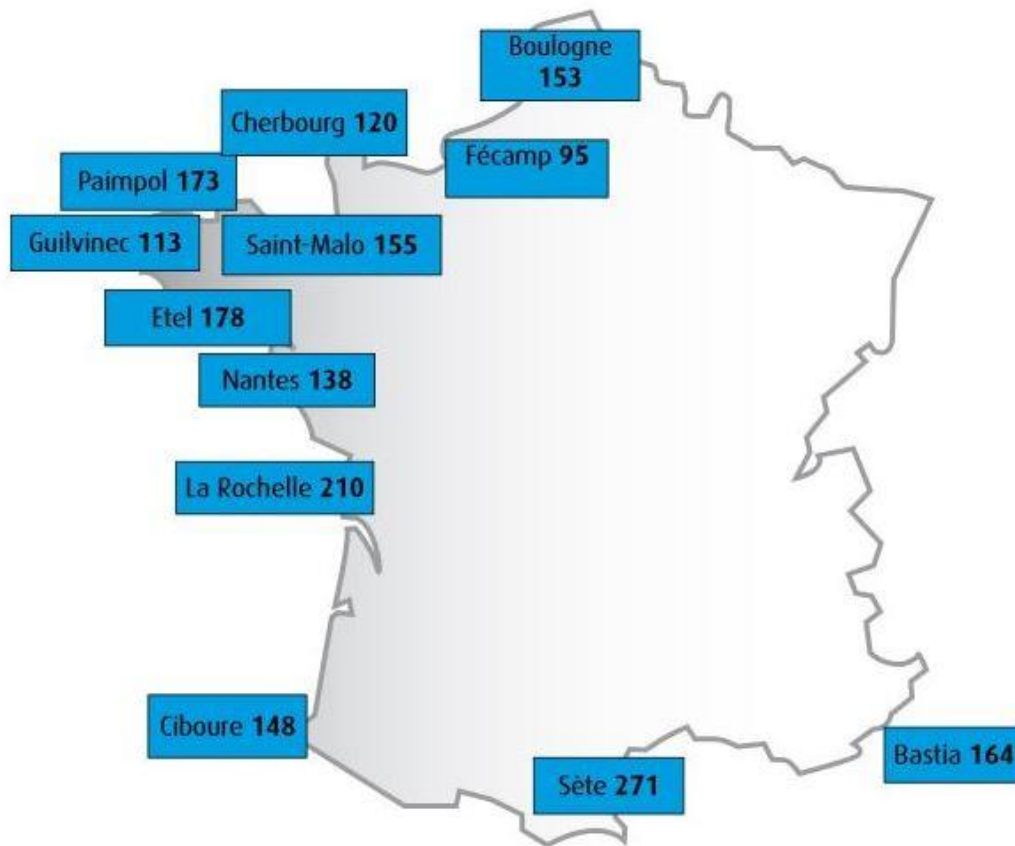 Boulogne
153
Cherbourg 120
Fécamp 95
Paimpol 173
Guilvinec 113
Saint-Malo 155
Etel 178
Nantes 138
La Rochelle 210
Ciboure 148
Bastia 164
Sète 271